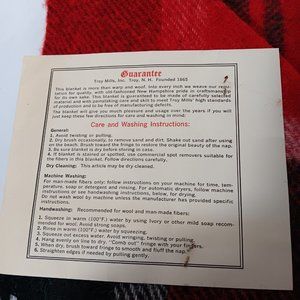 Guarantee
Troy Mills, Inc. Troy, N. H. Founded 1865
This blanket is more than warp and woof. Into every inch we weave our rep-
utation for quality, with old-fashioned New Hampshire pride in craftsmanship
for its own sake. This blanket is guaranteed to be made of carefully selected
material and with painstaking care and skill to meet Troy Mills' high standards
of production and to be free of manufacturing defects.
The blanket will give you much pleasure and usage over the years if you will
just keep these few directions for care and washing in mind:
Care and Washing Instructions:
General:
1. Avoid twisting or pulling.
2. Dry brush occasionally, to remove sand and dirt. Shake out sand after using
on the beach. Brush toward the fringe to restore the original beauty of the nap.
3. Be sure blanket is dry before storing in case.
4. If blanket is stained or spotted, use commercial spot removers suitable for
the fibers in this blanket. Follow directions carefully.
Dry Cleaning: This article may be dry-cleaned.
Machine Washing:
For man-made fibers only: follow instructions on your machine for time, tem-
perature, soap or detergent and rinsing. For automatic dryers, follow machine
instructions or see handwashing instructions, below, for drying.
Do not wash wool by machine unless the manufacturer has provided specific
instructions.
Handwashing: Recommended for wool and man-made fibers:
1. Squeeze in warm (100°F.) water by using Ivory or other mild soap recom-
mended for wool. Avoid strong soaps.
2. Rinse in warm (100°F.) water by squeezing.
3. Squeeze out excess water. Avoid wringing, twisting or pulling.
4. Hang evenly on line to dry. "Comb out" fringe with your fingers.
5. When dry, brush toward fringe to smooth and fluff the nap.
6. Straighten edges if needed by pulling gently.